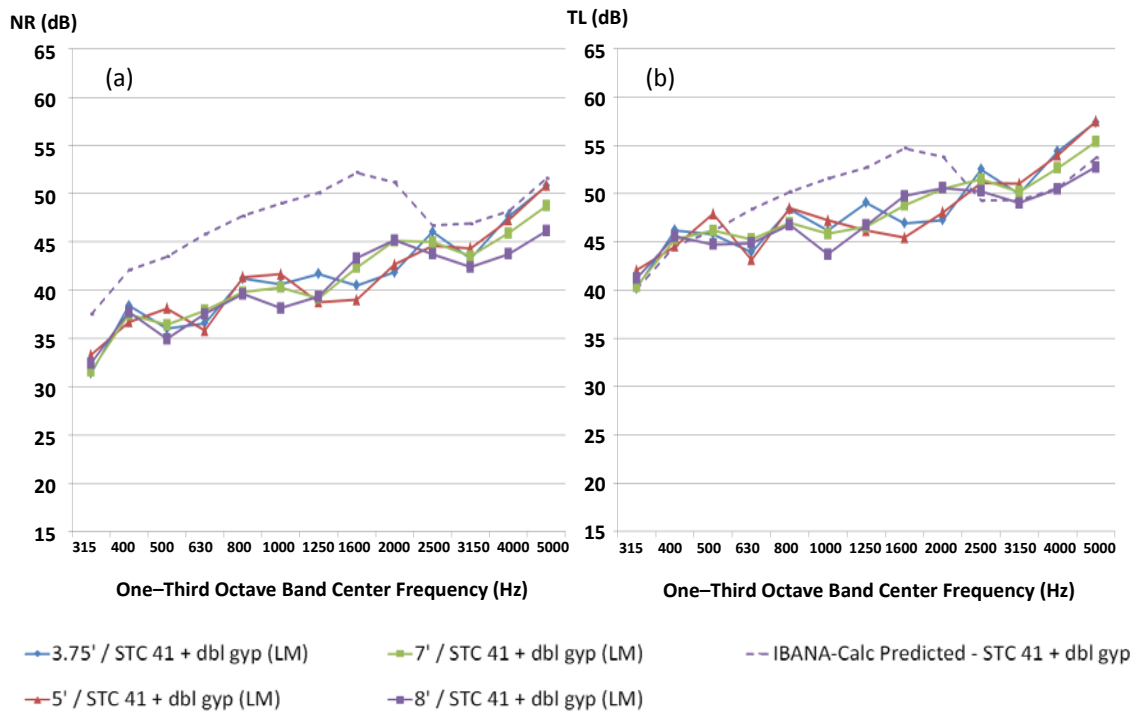 NR (dB)
TL (dB)
(a)
(b)
65
60
55
50
45
40
35
30
25
20
15
65
60
55
50
45
40
35
30
25
20
15
315 400 500 630 800 1000 1250 1600 2000 2500 3150 4000 5000
315 400 500 630 800 1000 1250 1600 2000 2500 3150 4000 5000
One–Third Octave Band Center Frequency (Hz)
One–Third Octave Band Center Frequency (Hz)
3.75' / STC 41 + dbl gyp (LM)
7' / STC 41 + dbl gyp (LM)
IBANA-Calc Predicted - STC 41 + dbl gyp
5' / STC 41 + dbl gyp (LM)
8' / STC 41 + dbl gyp (LM)